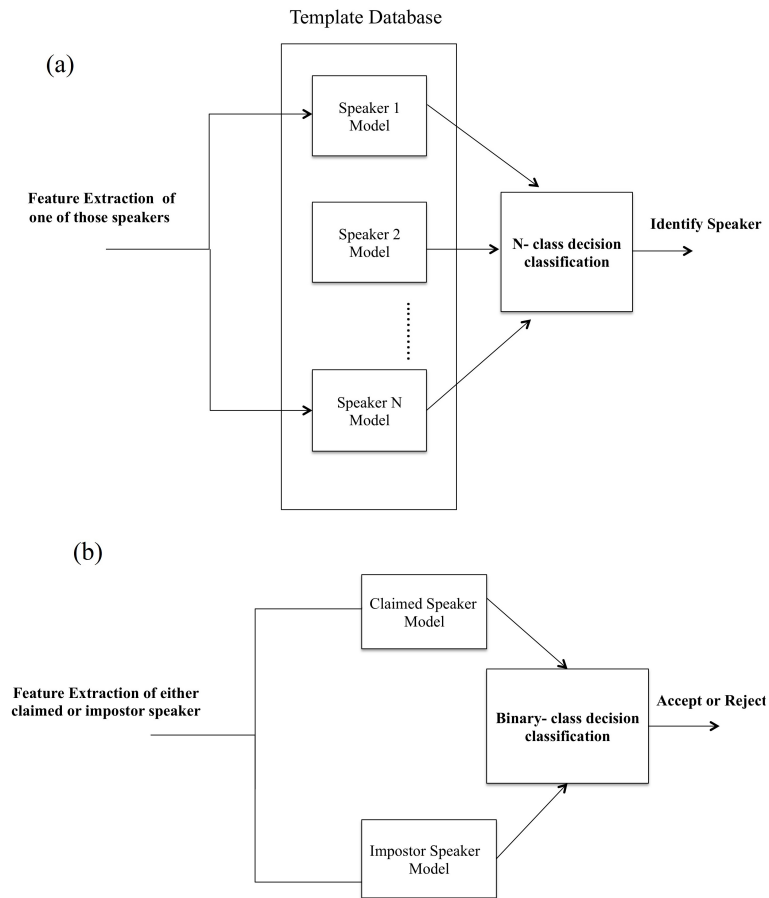 Template Database
(a)
Speaker 1
Model
Feature Extraction of
one of those speakers
Speaker 2
Model
N- class decision
classification
Identify Speaker
Speaker N
Model
(b)
Claimed Speaker
Model
Feature Extraction of either
claimed or impostor speaker
Binary- class decision
classification
Accept or Reject
Impostor Speaker
Model